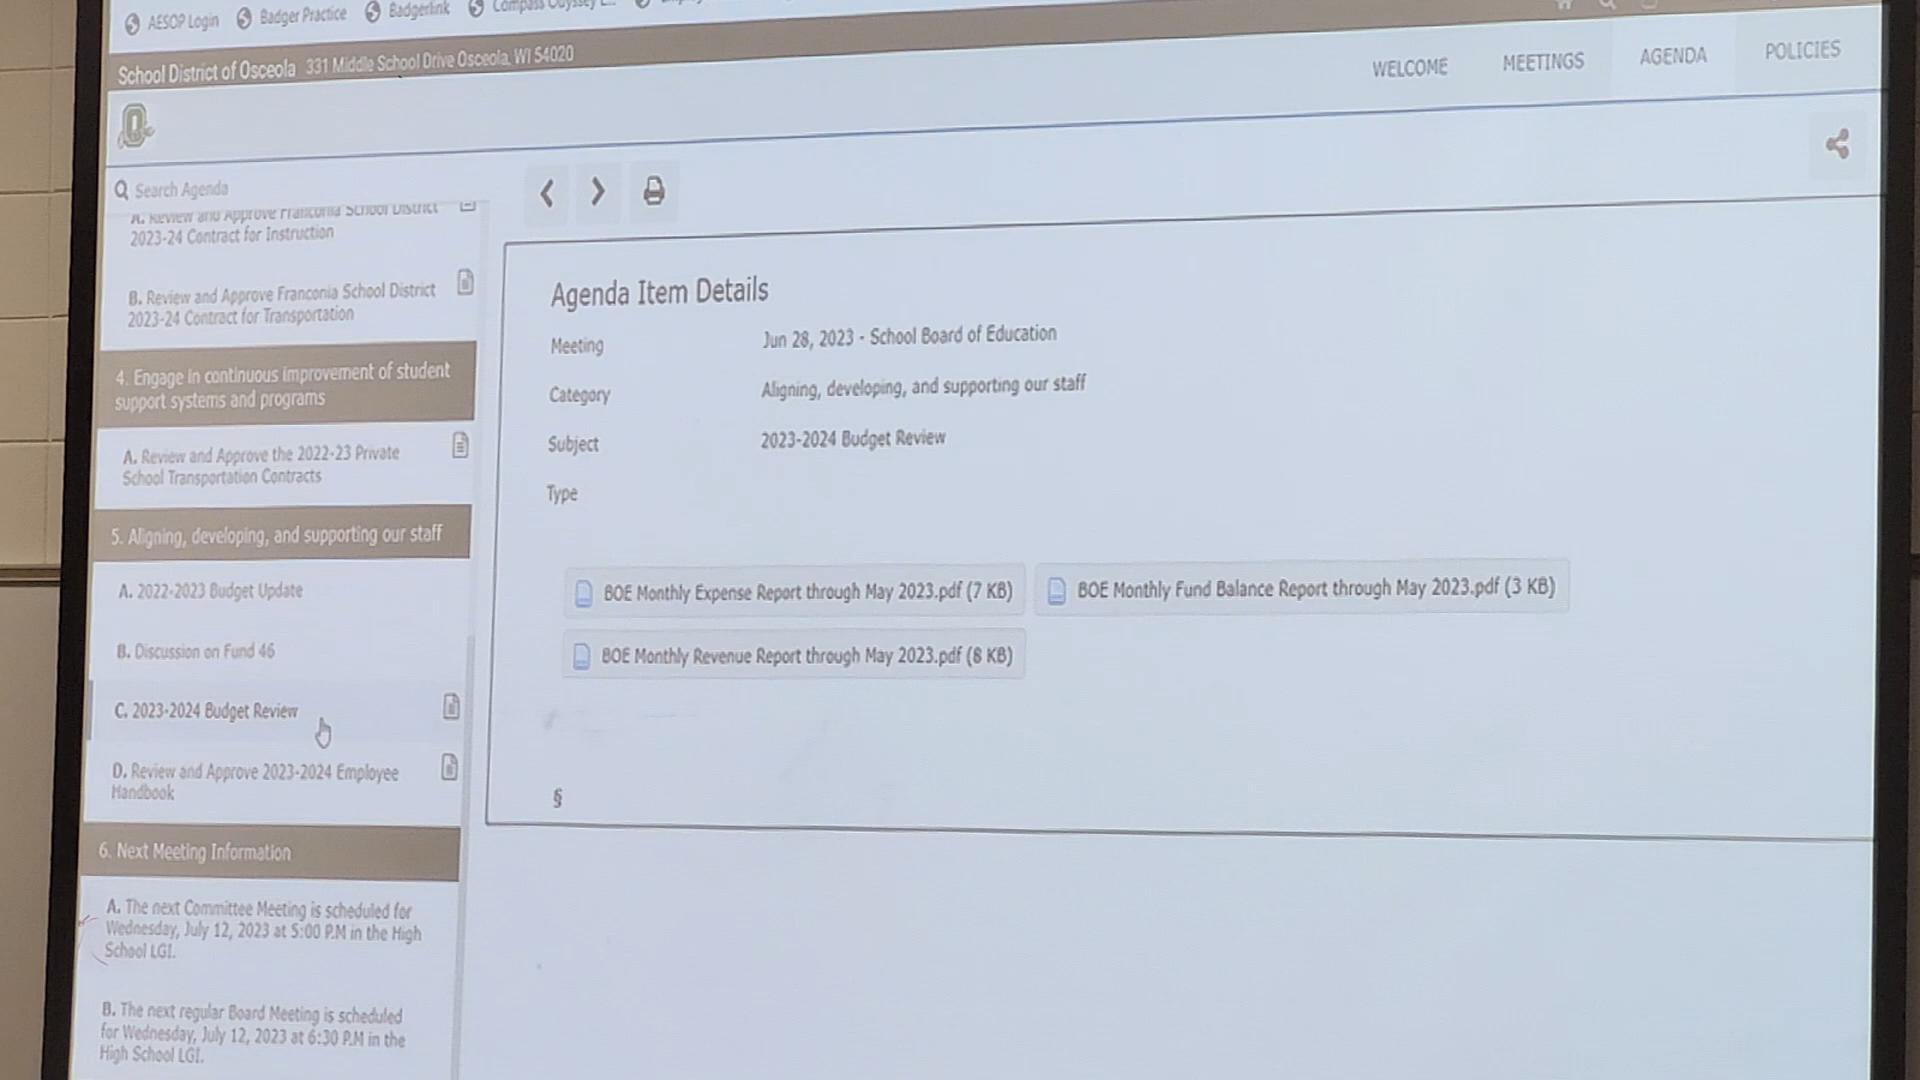 AESOP Login Badger Practice Badgerlink Compass Odyssey L...
School District of Osceola 331 Middle School Drive Osceola, WI 54020
WELCOME MEETINGS AGENDA POLICIES
Search Agenda
A. Review and Approve Franconia School District
2023-24 Contract for Instruction
B. Review and Approve Franconia School District
2023-24 Contract for Transportation
4. Engage in continuous improvement of student
support systems and programs
A. Review and Approve the 2022-23 Private
School Transportation Contracts
5. Aligning, developing, and supporting our staff
A. 2022-2023 Budget Update
B. Discussion on Fund 46
C. 2023-2024 Budget Review
D. Review and Approve 2023-2024 Employee
Handbook
6. Next Meeting Information
A. The next Committee Meeting is scheduled for
Wednesday, July 12, 2023 at 5:00 P.M in the High
School LGI.
B. The next regular Board Meeting is scheduled
for Wednesday, July 12, 2023 at 6:30 P.M in the
High School LGI.
Agenda Item Details
Meeting Jun 28, 2023 - School Board of Education
Category Aligning, developing, and supporting our staff
Subject 2023-2024 Budget Review
Type
BOE Monthly Expense Report through May 2023.pdf (7 KB) BOE Monthly Fund Balance Report through May 2023.pdf (3 KB)
BOE Monthly Revenue Report through May 2023.pdf (8 KB)
§